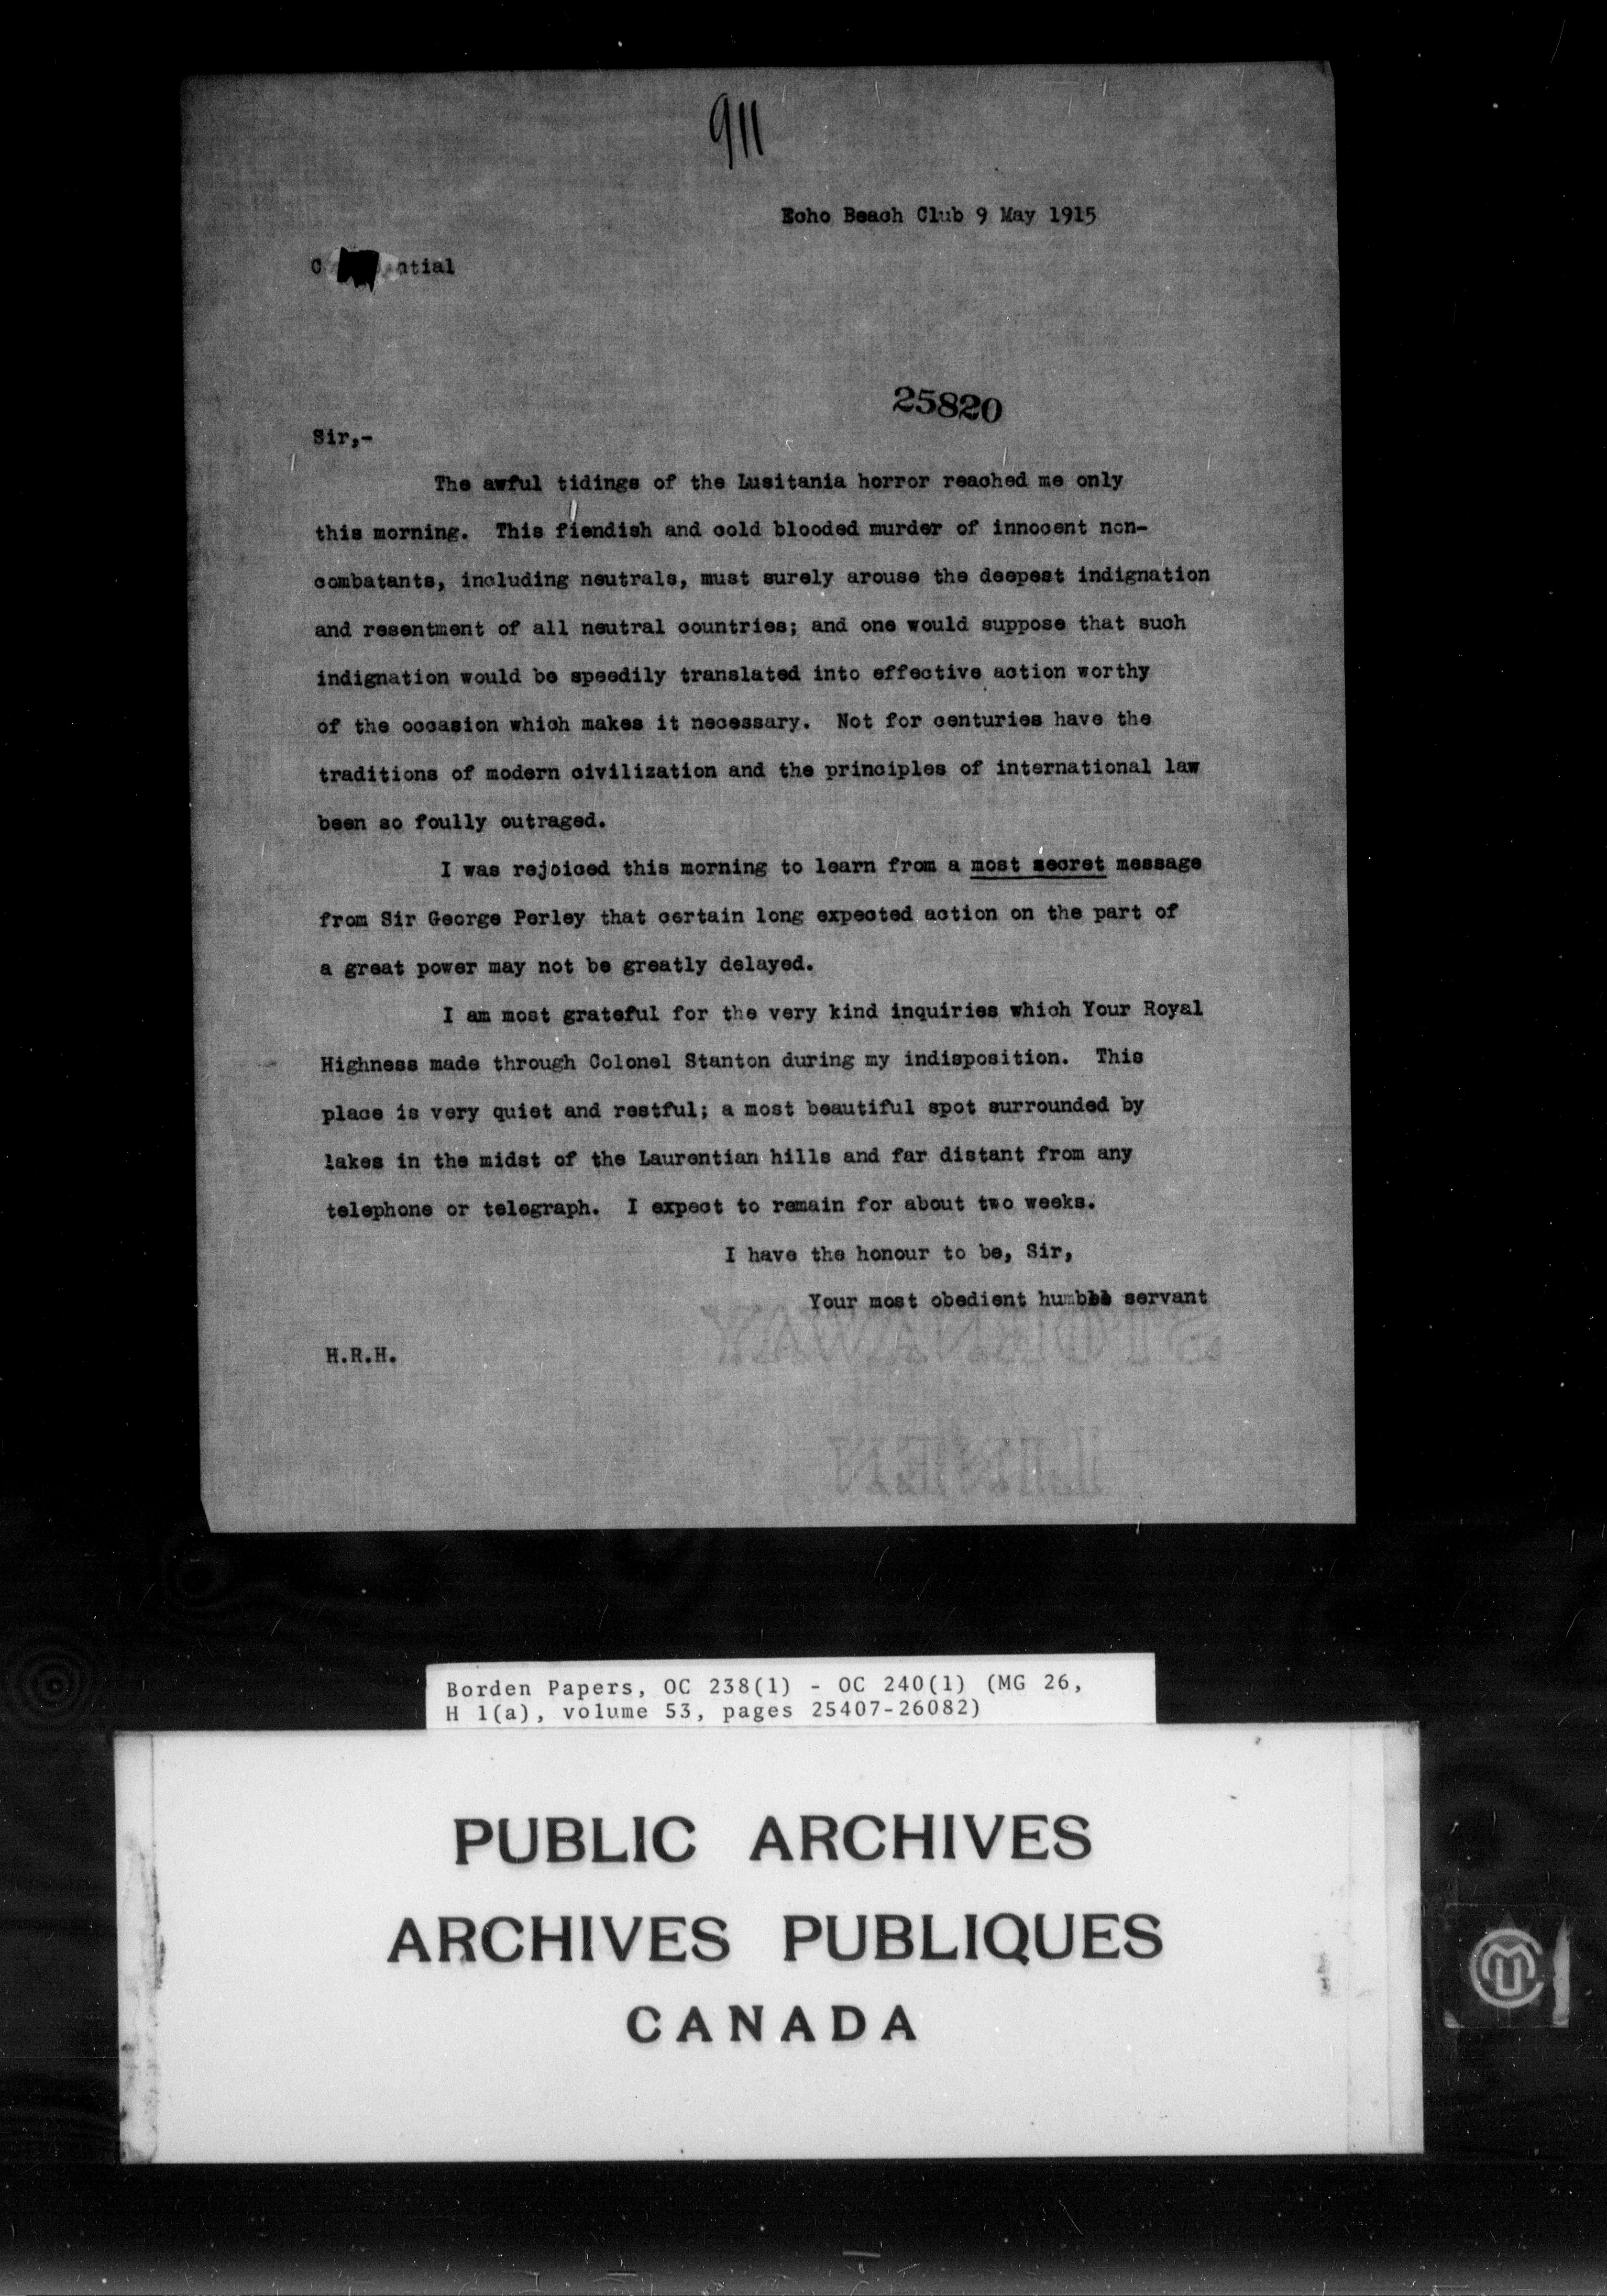 911
Echo Beach Club 9 May 1915
C ntial
25820
Sir,-
The awful tidings of the Lusitania horror reached me only
this morning. This fiendish and cold blooded murder of innocent non-
combatants, including neutrals, must surely arouse the deepest indignation
and resentment of all neutral countries; and one would suppose that such
indignation would be speedily translated into effective action worthy
of the occasion which makes it necessary. Not for centuries have the
traditions of modern civilization and the principles of international law
been so foully outraged.
I was rejoiced this morning to learn from a most secret message
from Sir George Perley that certain long expected action on the part of
a great power may not be greatly delayed.
I am most grateful for the very kind inquiries which Your Royal
Highness made through Colonel Stanton during my indisposition. This
place is very quiet and restful; a most beautiful spot surrounded by
lakes in the midst of the Laurentian hills and far distant from any
telephone or telegraph. I expect to remain for about two weeks.
I have the honour to be, Sir,
Your most obedient humble servant
STORNAWAY
H.R.H.
LINEN
Borden Papers, OC 238(1) - OC 240(1) (MG 26,
H 1(a), volume 53, pages 25407-26082)
PUBLIC ARCHIVES
ARCHIVES PUBLIQUES
CANADA